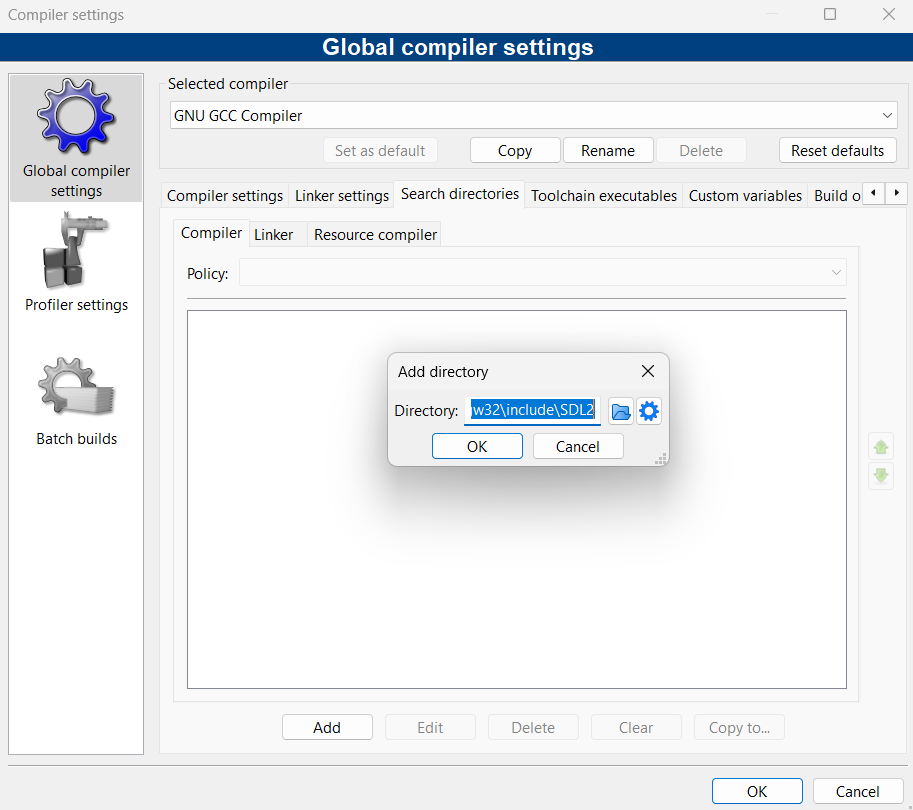 Compiler settings
Global compiler settings
Global compiler
settings
Profiler settings
Batch builds
Selected compiler
GNU GCC Compiler
Set as default Copy Rename Delete Reset defaults
Compiler settings Linker settings Search directories Toolchain executables Custom variables Build o
Compiler Linker Resource compiler
Policy:
Add directory
Directory: w32\include\SDL2
OK Cancel
Add Edit Delete Clear Copy to...
OK Cancel